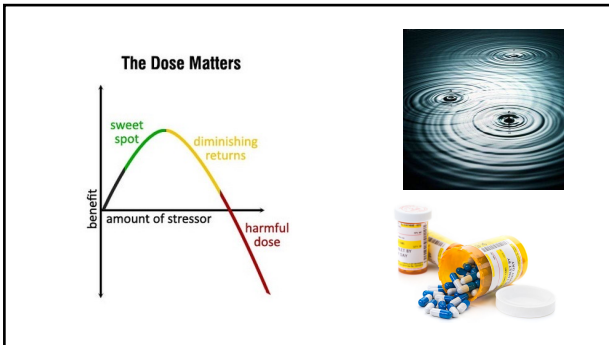 The Dose Matters
sweet
spot
diminishing
returns
benefit
amount of stressor
harmful
dose